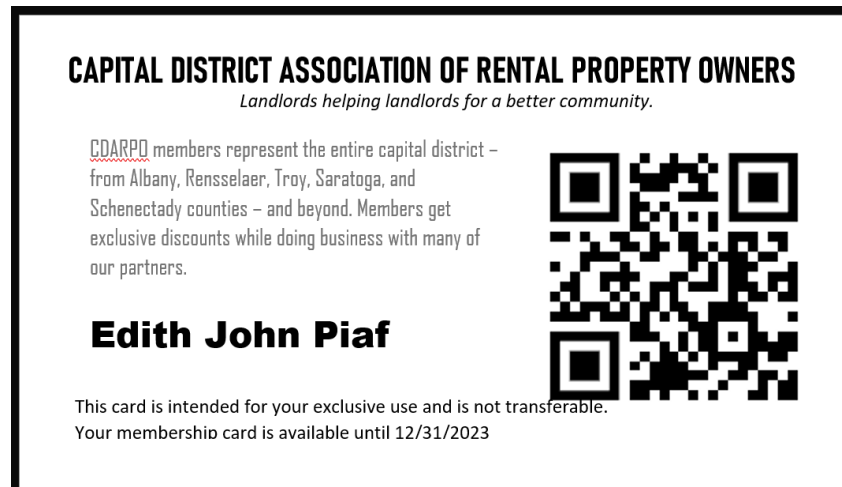 CAPITAL DISTRICT ASSOCIATION OF RENTAL PROPERTY OWNERS
Landlords helping landlords for a better community.
CDARPO members represent the entire capital district –
from Albany, Rensselaer, Troy, Saratoga, and
Schenectady counties – and beyond. Members get
exclusive discounts while doing business with many of
our partners.
Edith John Piaf
This card is intended for your exclusive use and is not transferable.
Your membership card is available until 12/31/2023